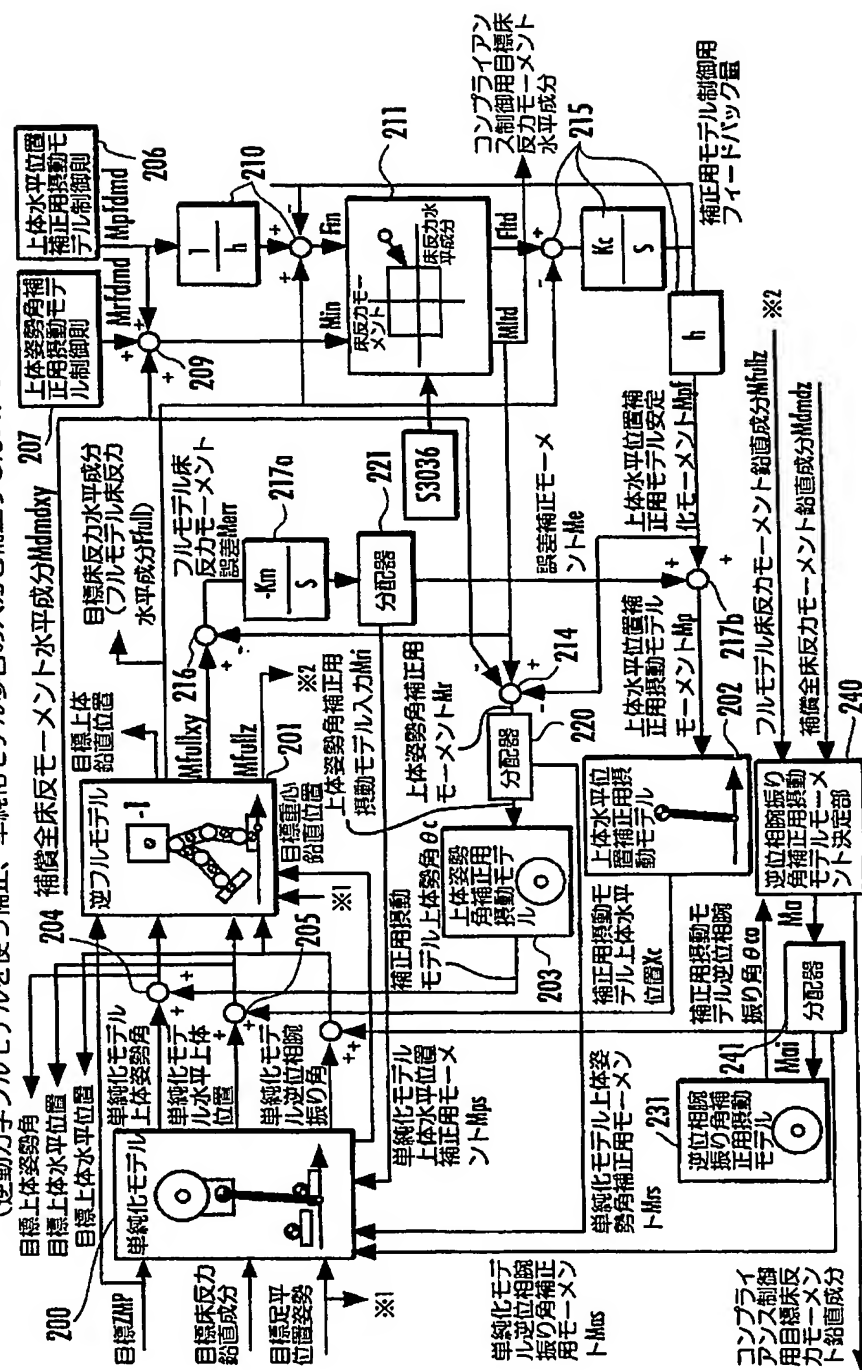 目標上体姿勢角
目標上体水平位置
目標上体水平位置
補償全床反モーメント水平成分Mdmdxy
207
上体姿勢角補
正用摂動モデ
ル制御則
上体水平位置
補正用摂動モ
デル制御則
206
Mrfdmd
Mpfdmd
+
+
+
209
1
h
210
+
-
+
Fin
Min
211
床反力モー
メント
床反力水
平成分
Mltd
Fltd
コンプライアン
ス制御用目標床
反力モーメント
水平成分
+
-
215
Kc
S
補正用モデル制御用
フィードバック量
h
S3036
200
単純化モデル
目標ZMP
目標床反力
鉛直成分
目標足平
位置姿勢
※1
単純化モデル
上体姿勢角
単純化モデ
ル水平上体
位置
単純化モデ
ル逆位相腕
振り角
204
205
+
+
+
+
+
+
目標上体
鉛直位置
逆フルモデル
-1
201
Mfullxy
Mfullz
※2
※1
目標重心
鉛直位置
目標床反力水平成分
(フルモデル床反力
水平成分Ffull)
フルモデル床
反力モーメント
誤差Merr
216
+
-
217a
-Km
S
221
分配器
誤差補正モーメ
ントMe
上体水平位置補
正用モデル安定
化モーメントMpf
上体姿勢角補正用
摂動モデル入力Mri
上体姿勢角補正用
モーメントMr
214
-
+
-
220
分配器
上体水平位置補
正用摂動モデル
モーメントMp
+
+
217b
補正用摂動
モデル上体姿勢角θc
上体姿勢
角補正用
摂動モデ
ル
203
202
上体水平位
置補正用摂
動モデル
補正用摂動モ
デル上体水平
位置Xc
単純化モデル
上体水平位置
補正用モーメ
ントMps
単純化モデル上体姿
勢角補正用モーメン
トMrs
単純化モデ
ル逆位相腕
振り角補正
用モーメン
トMas
補正用摂動モ
デル逆位相腕
振り角θca
フルモデル床反力モーメント鉛直成分Mfullz
※2
補償全床反力モーメント鉛直成分Mdmdz
240
逆位相腕振り
角補正用摂動
モデルモーメ
ント決定部
Ma
分配器
241
Mai
231
逆位相腕
振り角補
正用摂動
モデル
コンプライ
アンス制御
用目標床反
力モーメン
ト鉛直成分